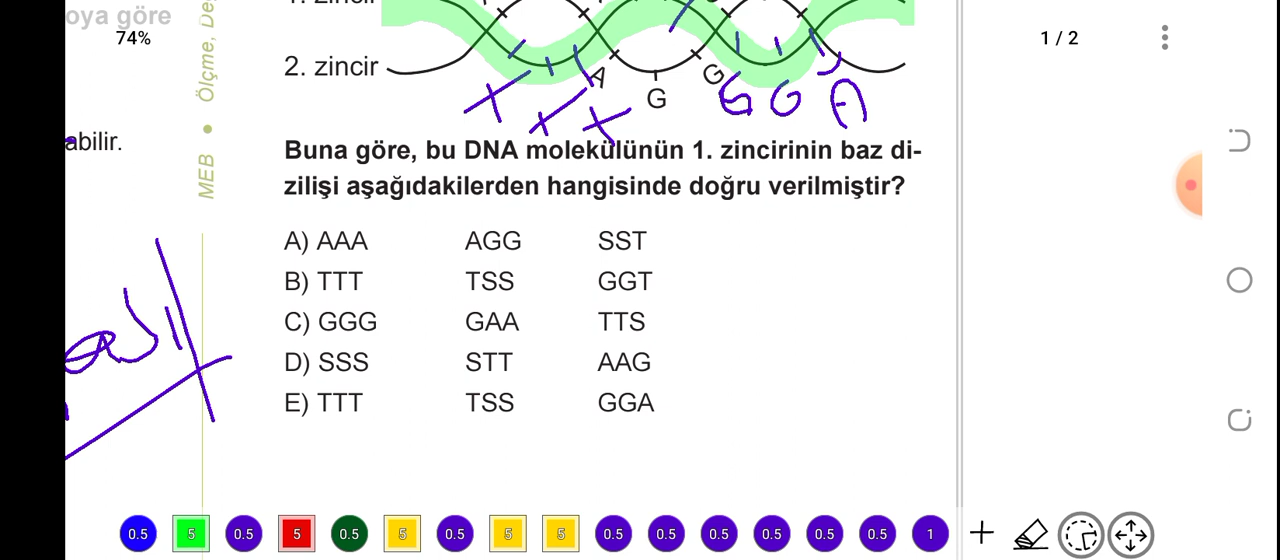 oya göre
74%
1 / 2
MEB ● Ölçme, De
2. zincir
A
G
G
G G A
abilir.
Buna göre, bu DNA molekülünün 1. zincirinin baz di-
zilişi aşağıdakilerden hangisinde doğru verilmiştir?
A) AAA AGG SST
B) TTT TSS GGT
C) GGG GAA TTS
D) SSS STT AAG
E) TTT TSS GGA
0.5 5 0.5 5 0.5 5 0.5 5 5 0.5 0.5 0.5 0.5 0.5 0.5 1